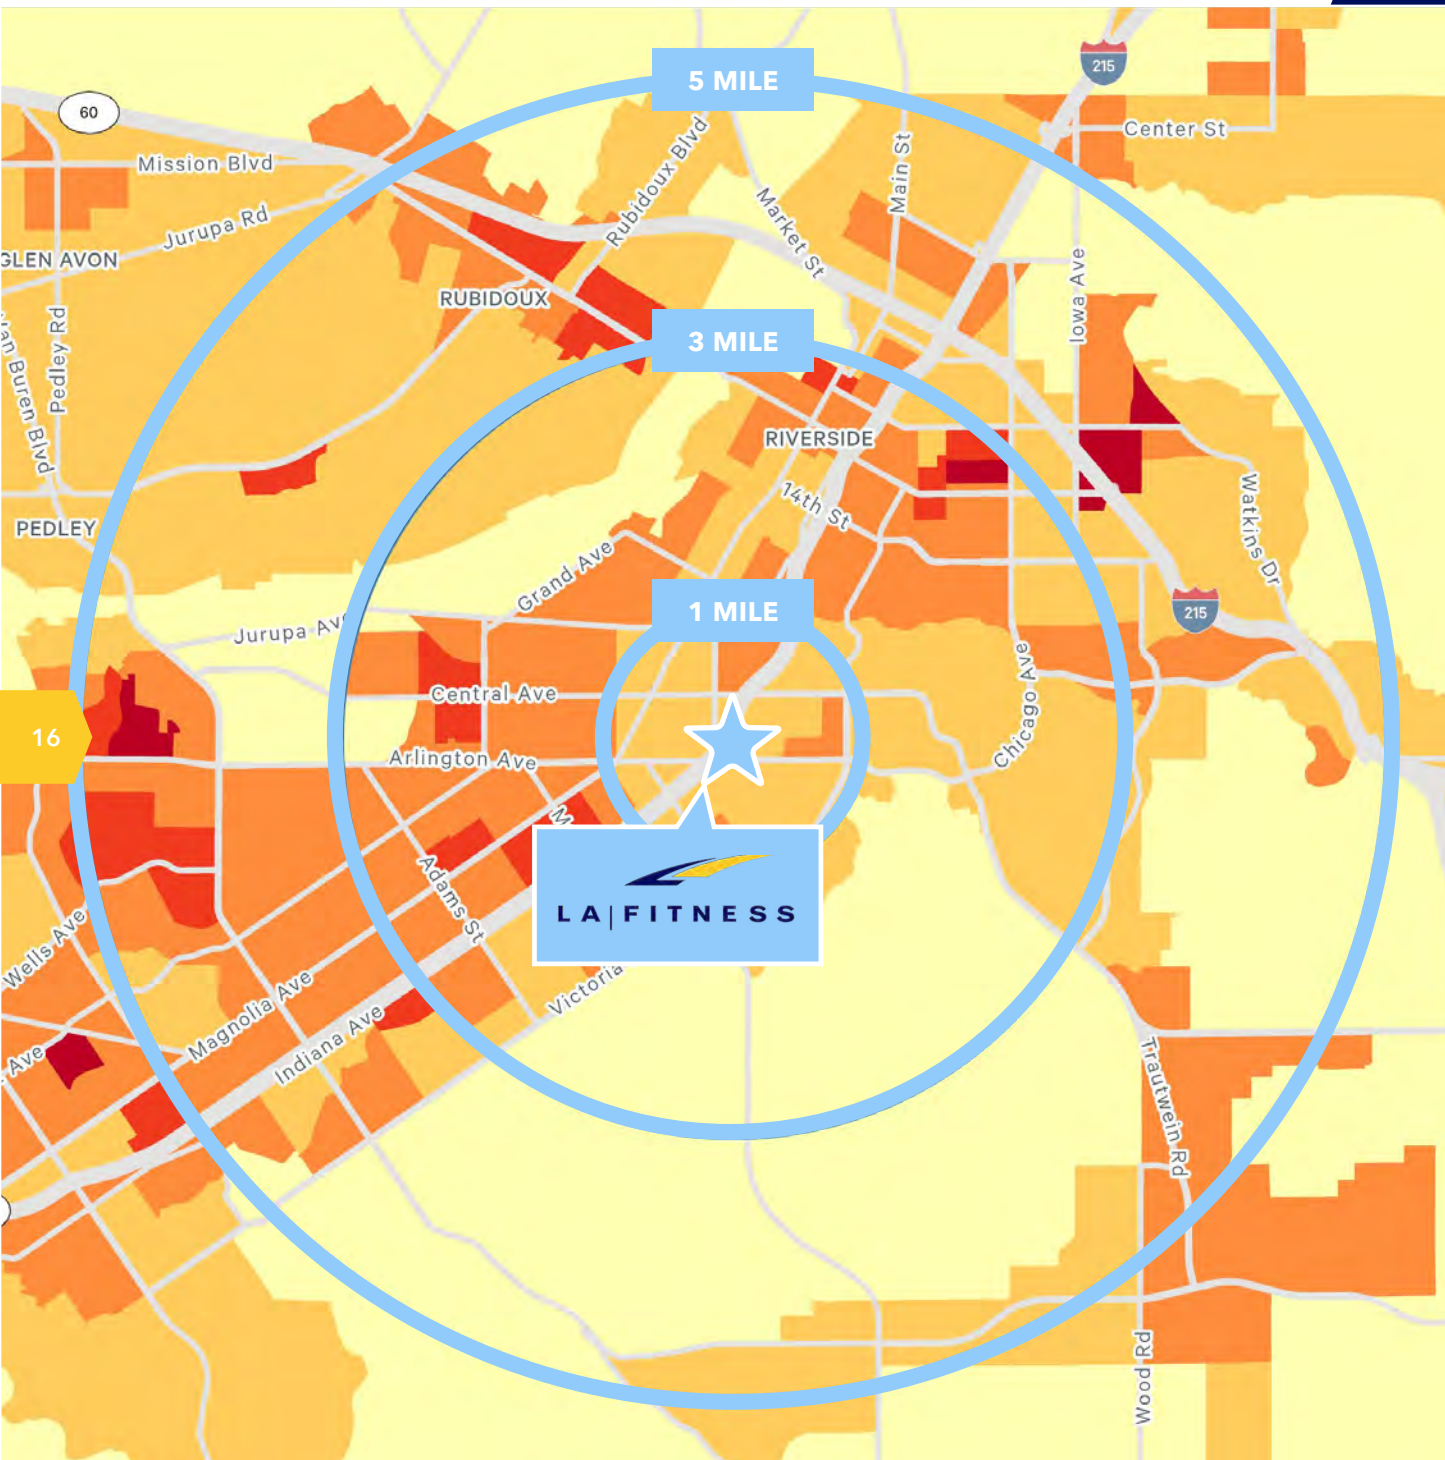 5 MILE
215
60
Center St
Mission Blvd
Rubidoux Blvd
Main St
Market St
Jurupa Rd
GLEN AVON
Iowa Ave
RUBIDOUX
Pedley Rd
3 MILE
Buren Blvd
RIVERSIDE
14th St
Watkins Dr
PEDLEY
Grand Ave
1 MILE
215
Jurupa Ave
Central Ave
Chicago Ave
16
Arlington Ave
Adams St
LA|FITNESS
Wells Ave
Victoria
Magnolia Ave
Indiana Ave
Ave
Trautwein Rd
Wood Rd